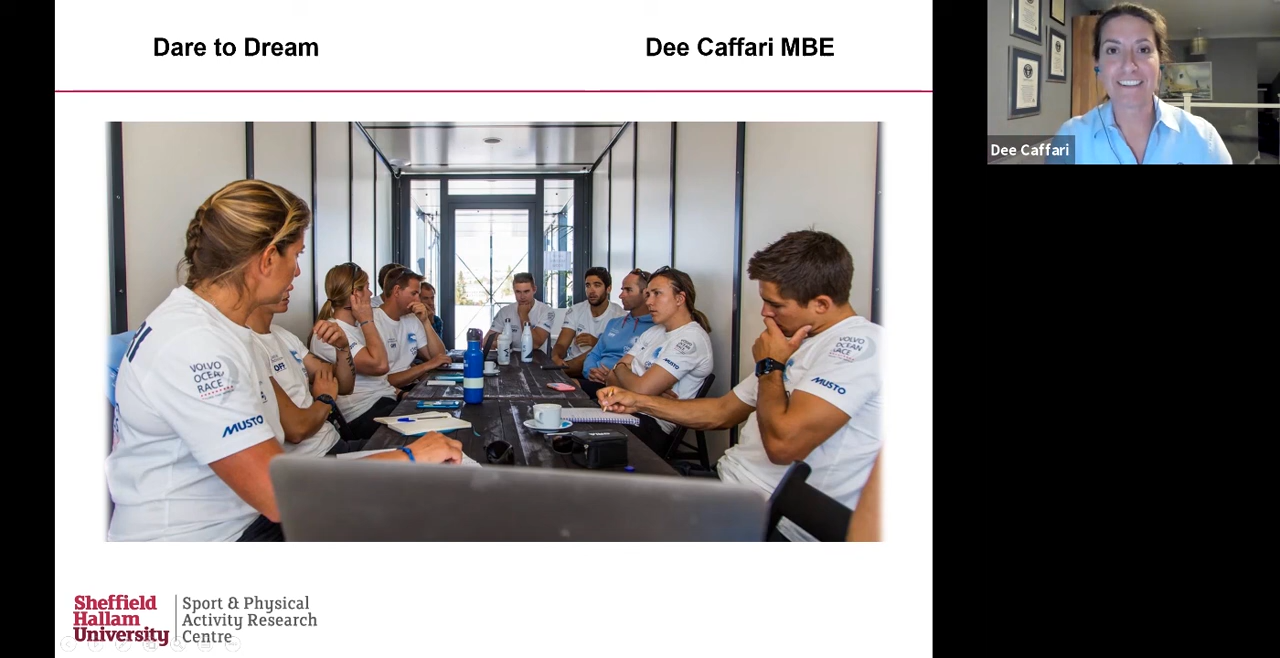 Dare to Dream
Dee Caffari MBE
Dee Caffari
VOLVO
OCEAN
RACE
MUSTO
OFF
VOLVO
OCEAN
RACE
MUSTO
MUSTO
Sheffield
Hallam
University
Sport & Physical
Activity Research
Centre